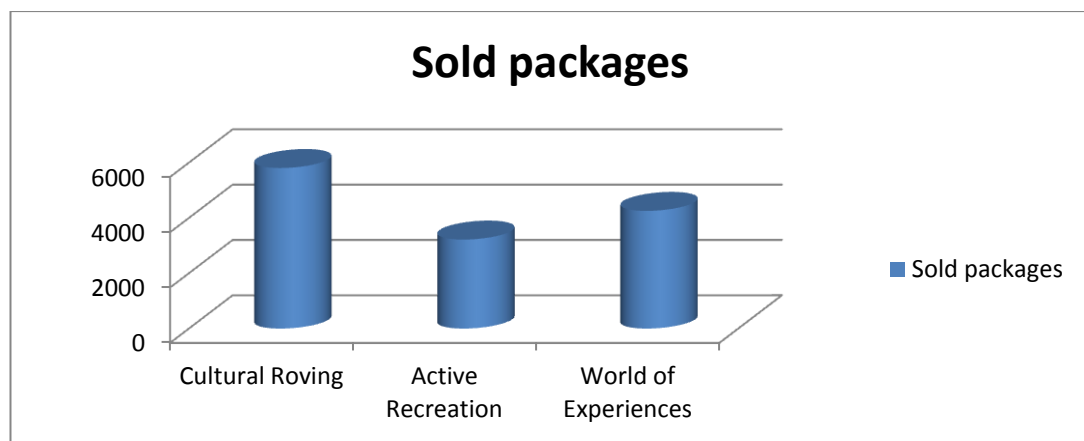 Sold packages
6000
4000
2000
0
Cultural Roving
Active
Recreation
World of
Experiences
Sold packages